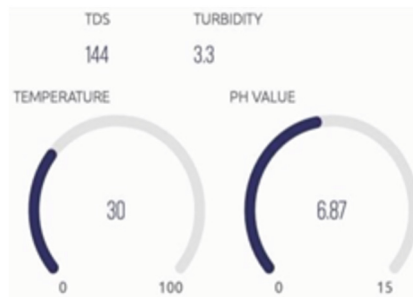 TDS TURBIDITY
144 3.3
TEMPERATURE PH VALUE
30 6.87
0 100 0 15